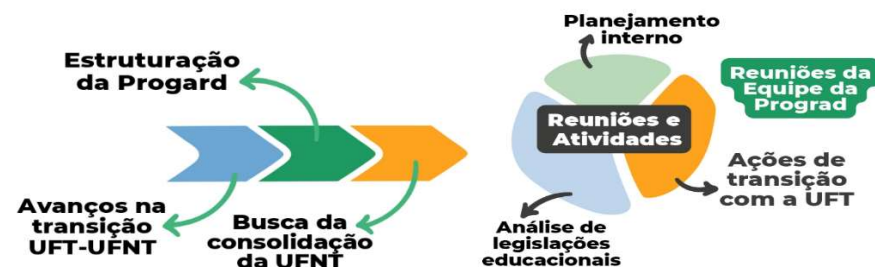 Estruturação
da Progard
Avanços na
transição
UFT-UFNT
Busca da
consolidação
da UFNT
Planejamento
interno
Reuniões e
Atividades
Reuniões da
Equipe da
Prograd
Ações de
transição
com a UFT
Análise de
legislações
educacionais